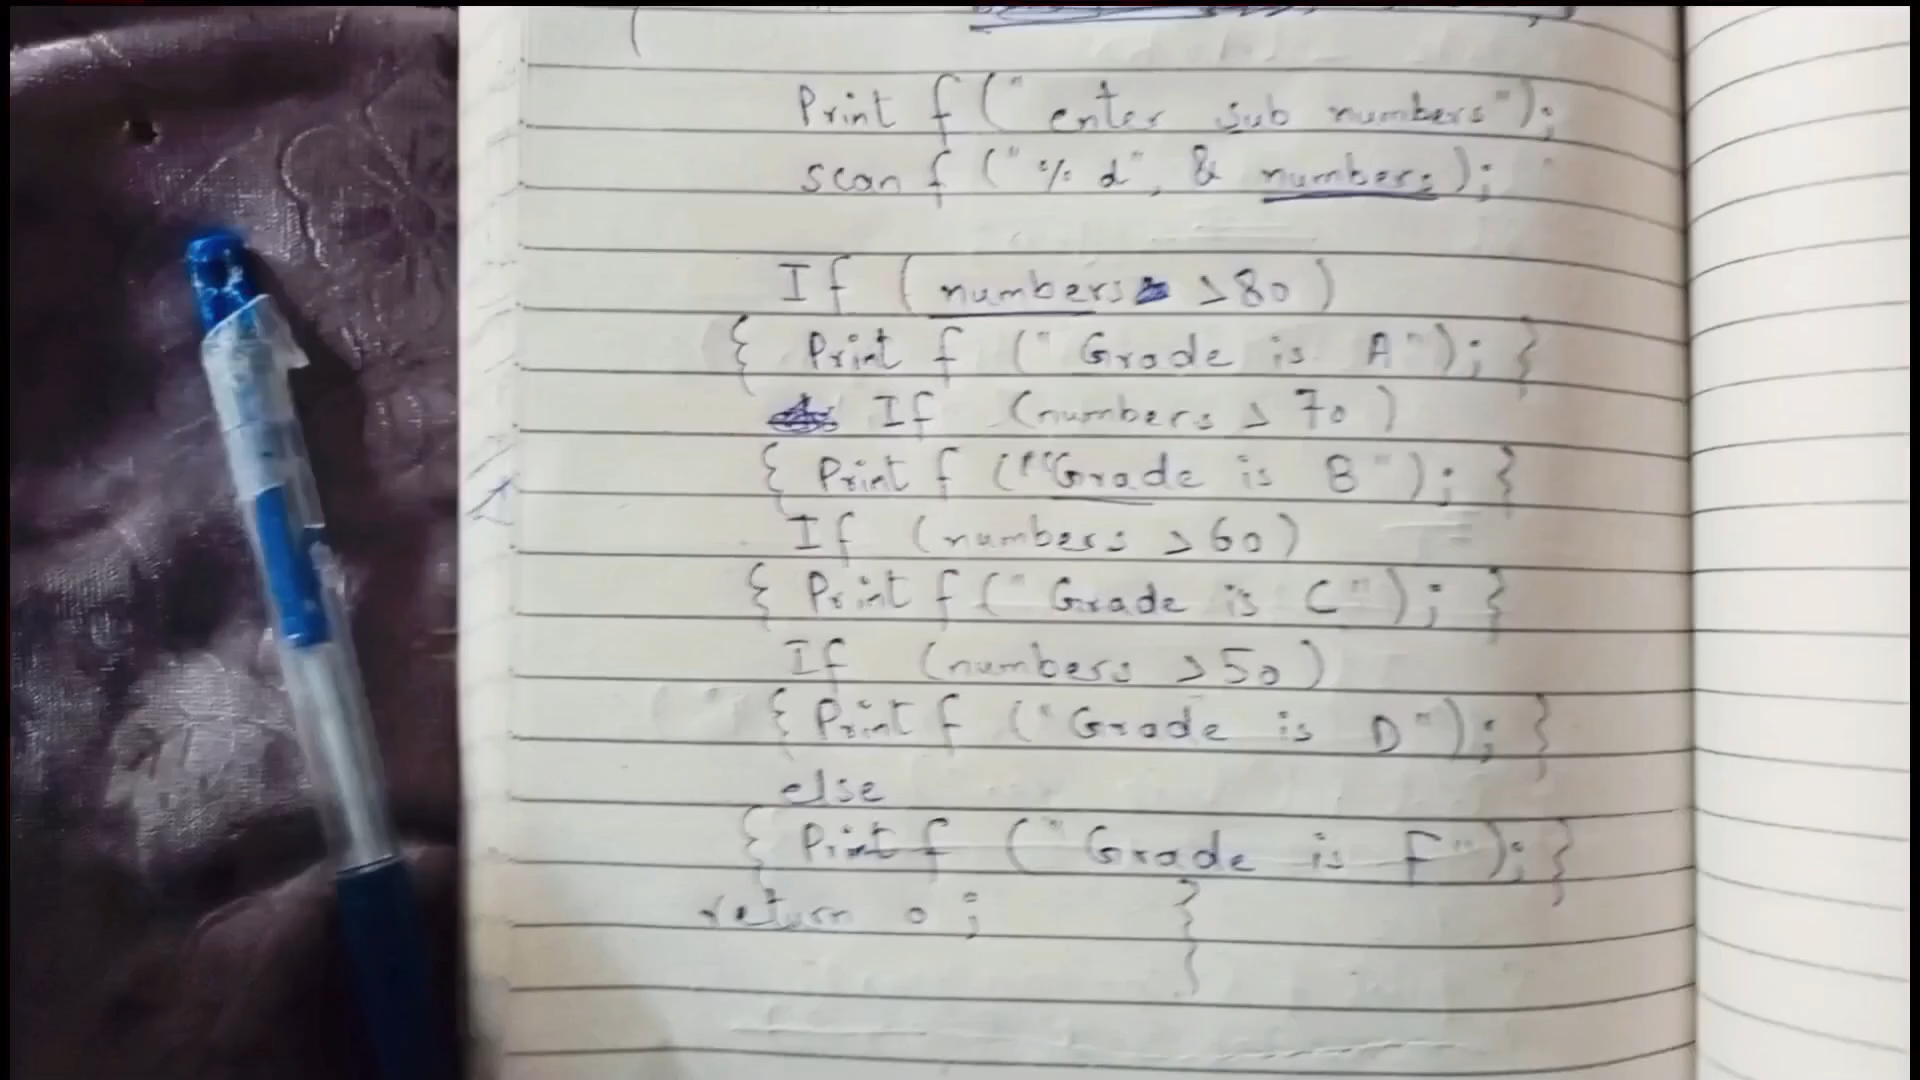 Print f (" enter sub numbers");
scan f (" % d", & numbers);
If (numbers >80)
{ Print f (" Grade is A"); }
If (numbers > 70)
{ Print f (" Grade is B"); }
If (numbers >60)
{ Print f (" Grade is C"); }
If (numbers >50)
{ Print f (" Grade is D"); }
else
{ Print f (" Grade is F"); }
return 0; }